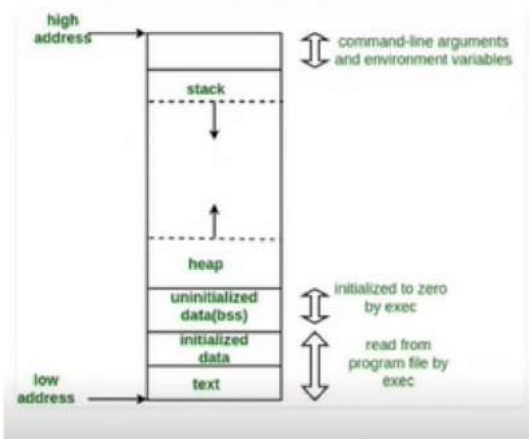 high
address
command-line arguments
and environment variables
stack
heap
uninitialized
data(bss)
initialized to zero
by exec
initialized
data
read from
program file by
exec
text
low
address